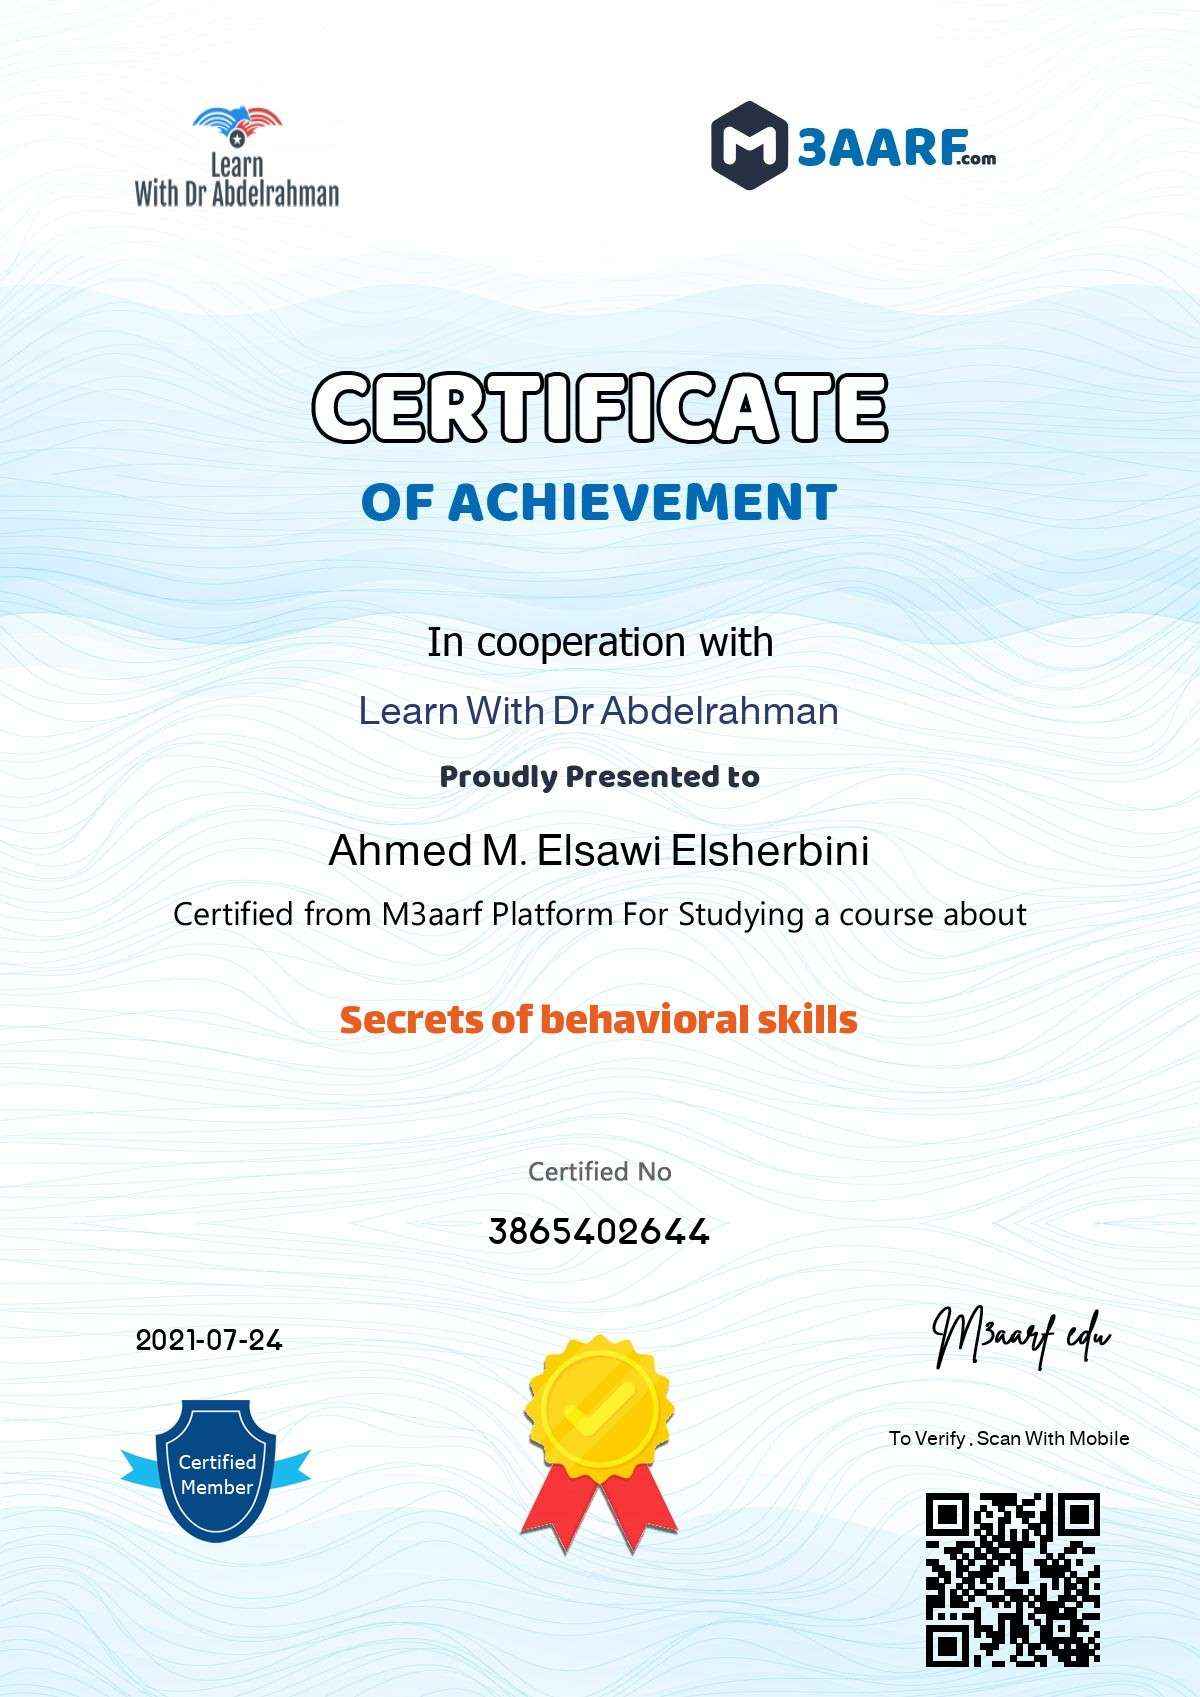 Learn
With Dr Abdelrahman
M3AARF.com
CERTIFICATE
OF ACHIEVEMENT
In cooperation with
Learn With Dr Abdelrahman
Proudly Presented to
Ahmed M. Elsawi Elsherbini
Certified from M3aarf Platform For Studying a course about
Secrets of behavioral skills
Certified No
3865402644
2021-07-24
M3aarf edu
Certified
Member
To Verify , Scan With Mobile